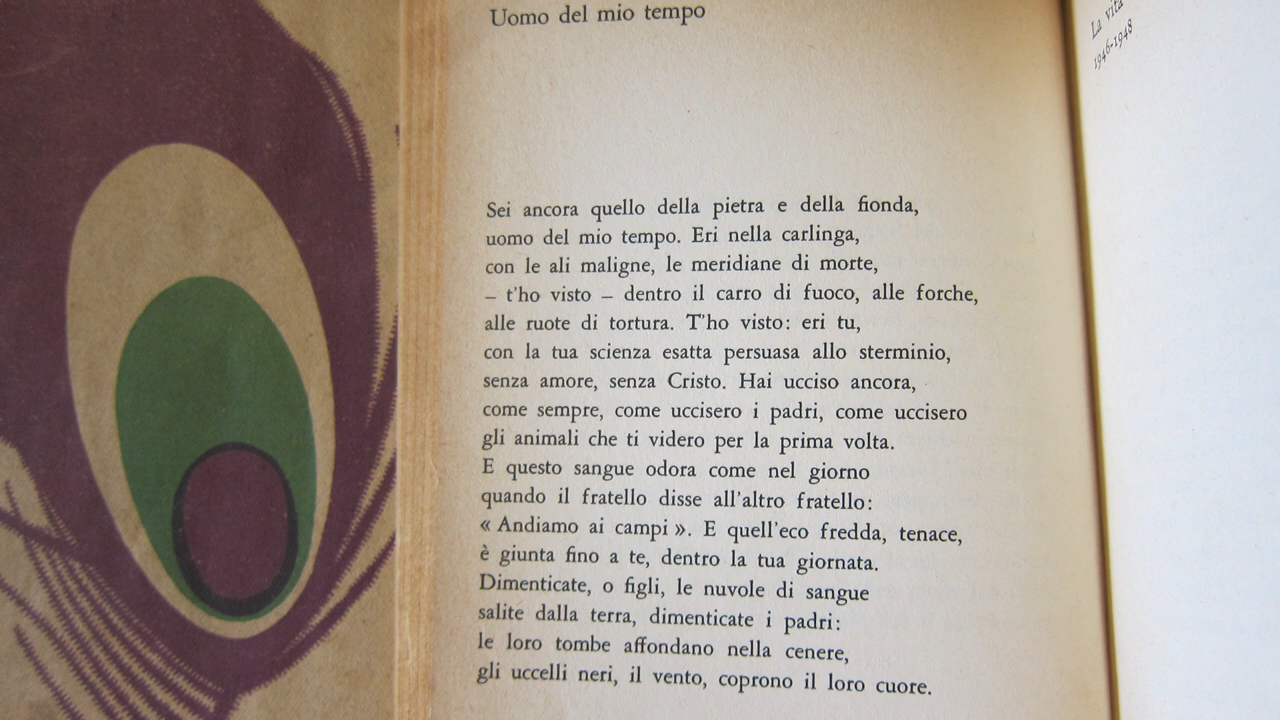 Uomo del mio tempo
Sei ancora quello della pietra e della fionda,
uomo del mio tempo. Eri nella carlinga,
con le ali maligne, le meridiane di morte,
– t'ho visto – dentro il carro di fuoco, alle forche,
alle ruote di tortura. T'ho visto: eri tu,
con la tua scienza esatta persuasa allo sterminio,
senza amore, senza Cristo. Hai ucciso ancora,
come sempre, come uccisero i padri, come uccisero
gli animali che ti videro per la prima volta.
E questo sangue odora come nel giorno
quando il fratello disse all'altro fratello:
« Andiamo ai campi ». E quell'eco fredda, tenace,
è giunta fino a te, dentro la tua giornata.
Dimenticate, o figli, le nuvole di sangue
salite dalla terra, dimenticate i padri:
le loro tombe affondano nella cenere,
gli uccelli neri, il vento, coprono il loro cuore.
La vita
1946-1948